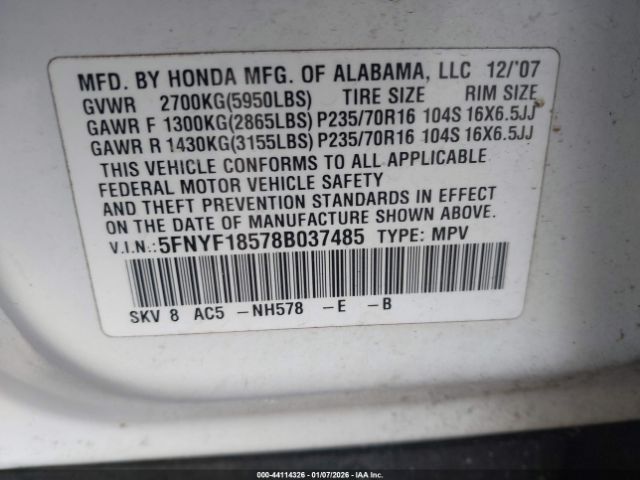 MFD. BY HONDA MFG. OF ALABAMA, LLC 12/'07
GVWR 2700KG(5950LBS) TIRE SIZE RIM SIZE
GAWR F 1300KG(2865LBS) P235/70R16 104S 16X6.5JJ
GAWR R 1430KG(3155LBS) P235/70R16 104S 16X6.5JJ
THIS VEHICLE CONFORMS TO ALL APPLICABLE
FEDERAL MOTOR VEHICLE SAFETY
AND THEFT PREVENTION STANDARDS IN EFFECT
ON THE DATE OF MANUFACTURE SHOWN ABOVE.
V.I.N.: 5FNYF18578B037485 TYPE: MPV
SKV 8 AC5 -NH578 -E -B
000-44114326 | 01/07/2026 | IAA Inc.